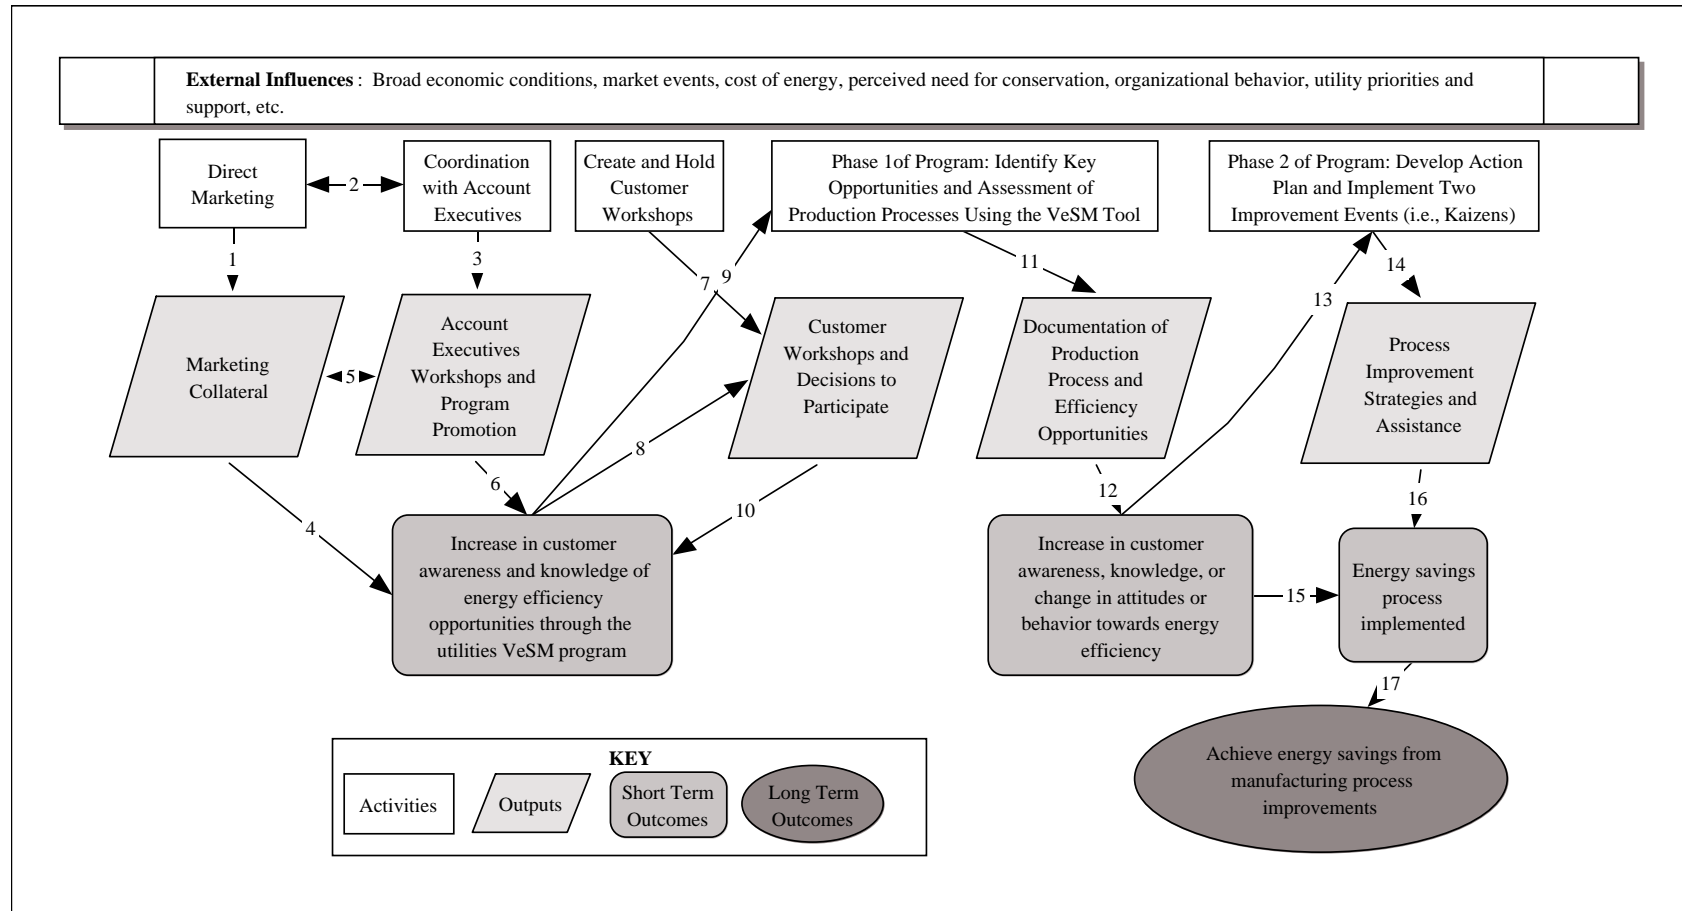 External Influences : Broad economic conditions, market events, cost of energy, perceived need for conservation, organizational behavior, utility priorities and
support, etc.
Direct
Marketing
2
Coordination
with Account
Executives
Create and Hold
Customer
Workshops
Phase 1of Program: Identify Key
Opportunities and Assessment of
Production Processes Using the VeSM Tool
Phase 2 of Program: Develop Action
Plan and Implement Two
Improvement Events (i.e., Kaizens)
1
3
7
9
11
14
13
Marketing
Collateral
5
Account
Executives
Workshops and
Program
Promotion
Customer
Workshops and
Decisions to
Participate
Documentation of
Production
Process and
Efficiency
Opportunities
Process
Improvement
Strategies and
Assistance
4
6
8
10
12
16
Increase in customer
awareness and knowledge of
energy efficiency
opportunities through the
utilities VeSM program
Increase in customer
awareness, knowledge, or
change in attitudes or
behavior towards energy
efficiency
15
Energy savings
process
implemented
17
Achieve energy savings from
manufacturing process
improvements
KEY
Activities
Outputs
Short Term
Outcomes
Long Term
Outcomes